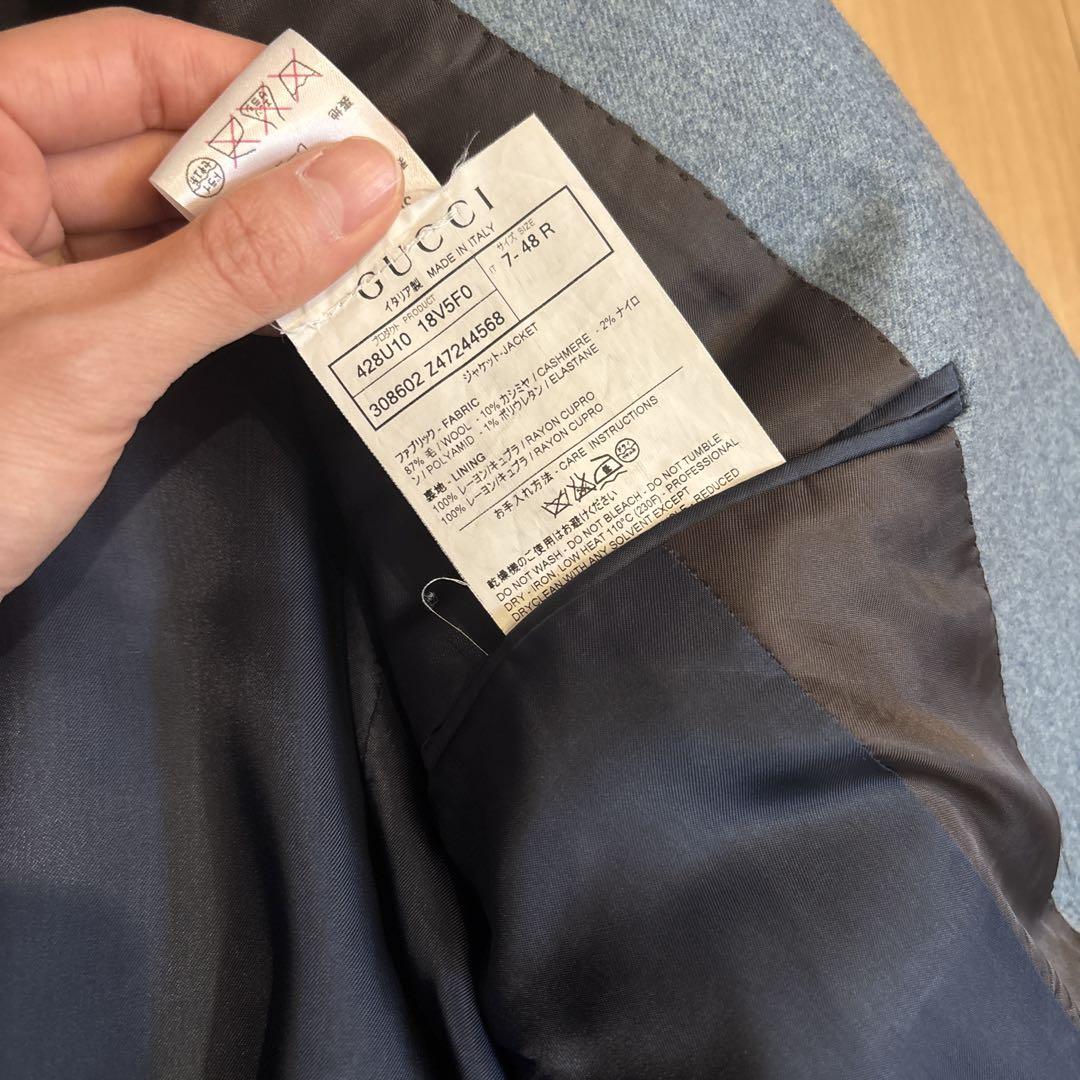 GUCCI
イタリア製 MADE IN ITALY
プロダクト PRODUCT
サイズ SIZE
428U10 18V5F0
IT 7- 48 R
308602 Z47244568
ジャケット-JACKET
ファブリック - FABRIC
87% 毛 / WOOL - 10% カシミヤ / CASHMERE - 2% ナイロ
ン / POLYAMID - 1% ポリウレタン / ELASTANE
裏地 - LINING
100% レーヨン/キュプラ / RAYON CUPRO
100% レーヨン/キュプラ / RAYON CUPRO
お手入れ方法 - CARE INSTRUCTIONS
乾燥機のご使用はお避けください
DO NOT WASH - DO NOT BLEACH - DO NOT TUMBLE
DRY - IRON, LOW HEAT 110°C (230F) - PROFESSIONAL
DRYCLEAN WITH ANY SOLVENT EXCEPT REDUCED